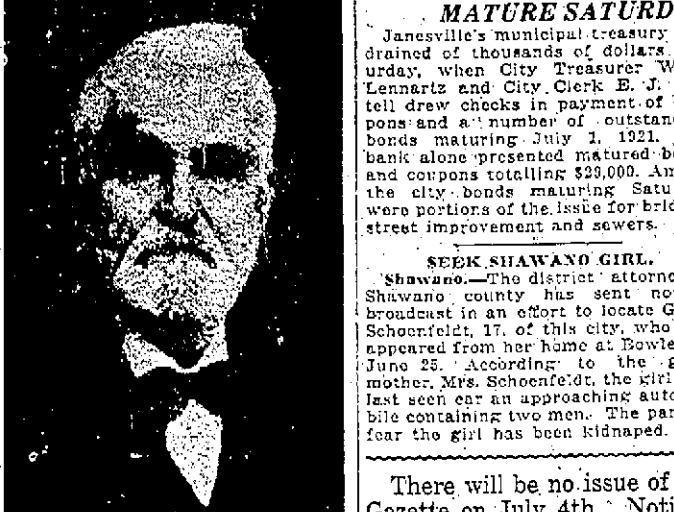 MATURE SATURD
Janesville's municipal treasury
drained of thousands of dollars
urday, when City Treasurer W
Lennartz and City Clerk E. J.
tell drew checks in payment of
pons and a number of outstan
bonds maturing July 1, 1921.
bank alone presented matured b
and coupons totalling $29,000. Am
the city bonds maturing Satu
were portions of the issue for brid
street improvement and sewers.
SEEK SHAWANO GIRL.
Shawano.—The district attorne
Shawano county has sent no
broadcast in an effort to locate G
Schoenfeldt, 17, of this city, who
appeared from her home at Bowle
June 25. According to the g
mother, Mrs. Schoenfeldt, the girl
last seen ear an approaching auto
bile containing two men. The par
fear the girl has been kidnaped.
There will be no issue of
Gazette on July 4th. Noti